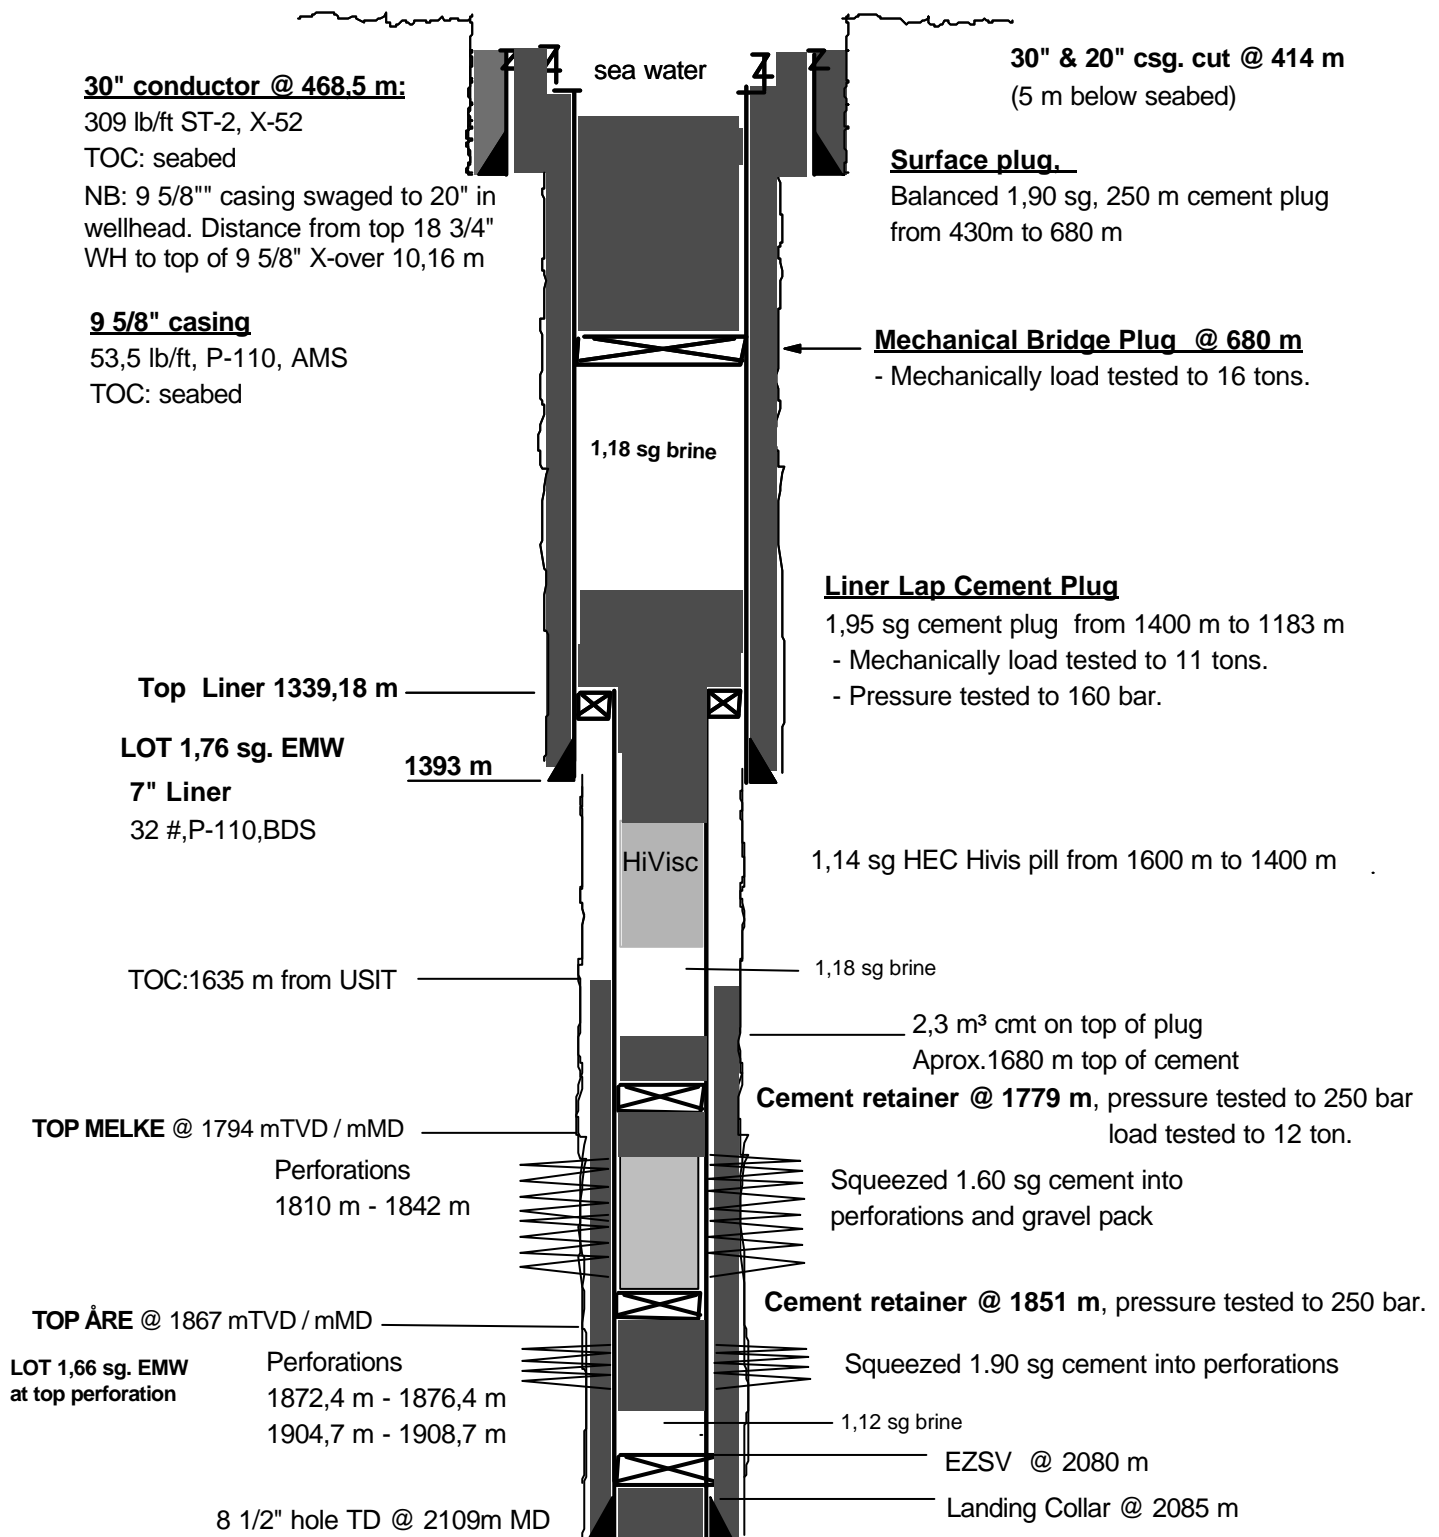 sea water
30" & 20" csg. cut @ 414 m
(5 m below seabed)
30" conductor @ 468,5 m:
309 lb/ft ST-2, X-52
TOC: seabed
NB: 9 5/8"" casing swaged to 20" in
wellhead. Distance from top 18 3/4"
WH to top of 9 5/8" X-over 10,16 m
Surface plug,
Balanced 1,90 sg, 250 m cement plug
from 430m to 680 m
9 5/8" casing
53,5 lb/ft, P-110, AMS
TOC: seabed
Mechanical Bridge Plug @ 680 m
- Mechanically load tested to 16 tons.
1,18 sg brine
Liner Lap Cement Plug
1,95 sg cement plug from 1400 m to 1183 m
- Mechanically load tested to 11 tons.
- Pressure tested to 160 bar.
Top Liner 1339,18 m
LOT 1,76 sg. EMW
1393 m
7" Liner
32 #,P-110,BDS
HiVisc
1,14 sg HEC Hivis pill from 1600 m to 1400 m .
TOC:1635 m from USIT
1,18 sg brine
2,3 m³ cmt on top of plug
Aprox.1680 m top of cement
Cement retainer @ 1779 m, pressure tested to 250 bar
load tested to 12 ton.
TOP MELKE @ 1794 mTVD / mMD
Perforations
1810 m - 1842 m
Squeezed 1.60 sg cement into
perforations and gravel pack
Cement retainer @ 1851 m, pressure tested to 250 bar.
TOP ÅRE @ 1867 mTVD / mMD
LOT 1,66 sg. EMW
at top perforation
Perforations
1872,4 m - 1876,4 m
1904,7 m - 1908,7 m
Squeezed 1.90 sg cement into perforations
1,12 sg brine
EZSV @ 2080 m
Landing Collar @ 2085 m
8 1/2" hole TD @ 2109m MD